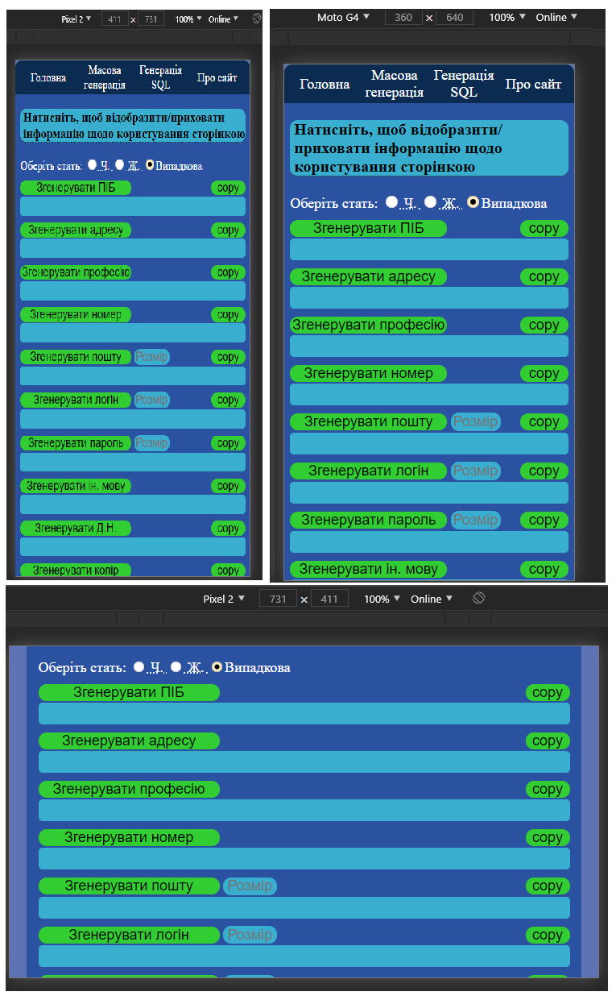 Pixel 2 411 x 731 100% Online
Головна
Масова
генерація
Генерація
SQL
Про сайт
Натисніть, щоб відобразити/приховати
інформацію щодо користування сторінкою
Оберіть стать: Ч. Ж. Випадкова
Згенерувати ПІБ copy
Згенерувати адресу copy
Згенерувати професію copy
Згенерувати номер copy
Згенерувати пошту Розмір copy
Згенерувати логін Розмір copy
Згенерувати пароль Розмір copy
Згенерувати ін. мову copy
Згенерувати Д.Н. copy
Згенерувати колір copy
Moto G4 360 x 640 100% Online
Головна
Масова
генерація
Генерація
SQL
Про сайт
Натисніть, щоб відобразити/
приховати інформацію щодо
користування сторінкою
Оберіть стать: Ч. Ж. Випадкова
Згенерувати ПІБ copy
Згенерувати адресу copy
Згенерувати професію copy
Згенерувати номер copy
Згенерувати пошту Розмір copy
Згенерувати логін Розмір copy
Згенерувати пароль Розмір copy
Згенерувати ін. мову copy
Pixel 2 731 x 411 100% Online
Оберіть стать: Ч. Ж. Випадкова
Згенерувати ПІБ copy
Згенерувати адресу copy
Згенерувати професію copy
Згенерувати номер copy
Згенерувати пошту Розмір copy
Згенерувати логін Розмір copy